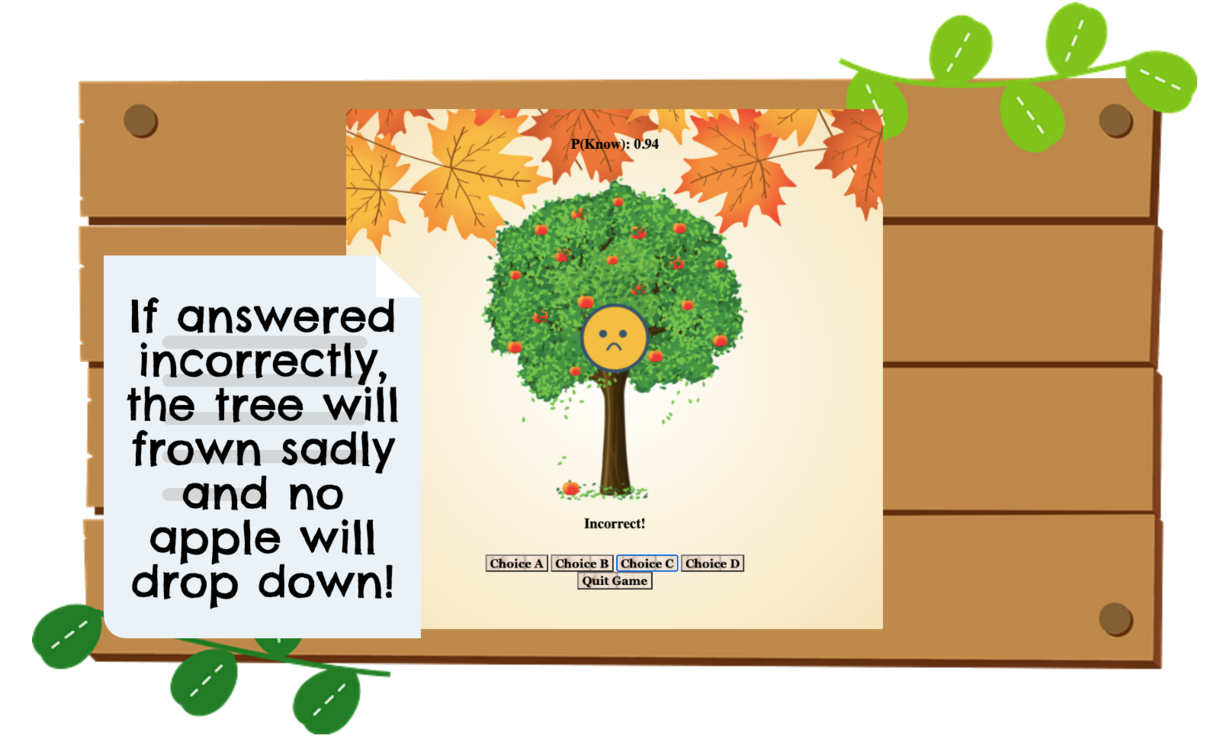 P(Know): 0.94
If answered
incorrectly,
the tree will
frown sadly
and no
apple will
drop down!
Incorrect!
Choice A Choice B Choice C Choice D
Quit Game